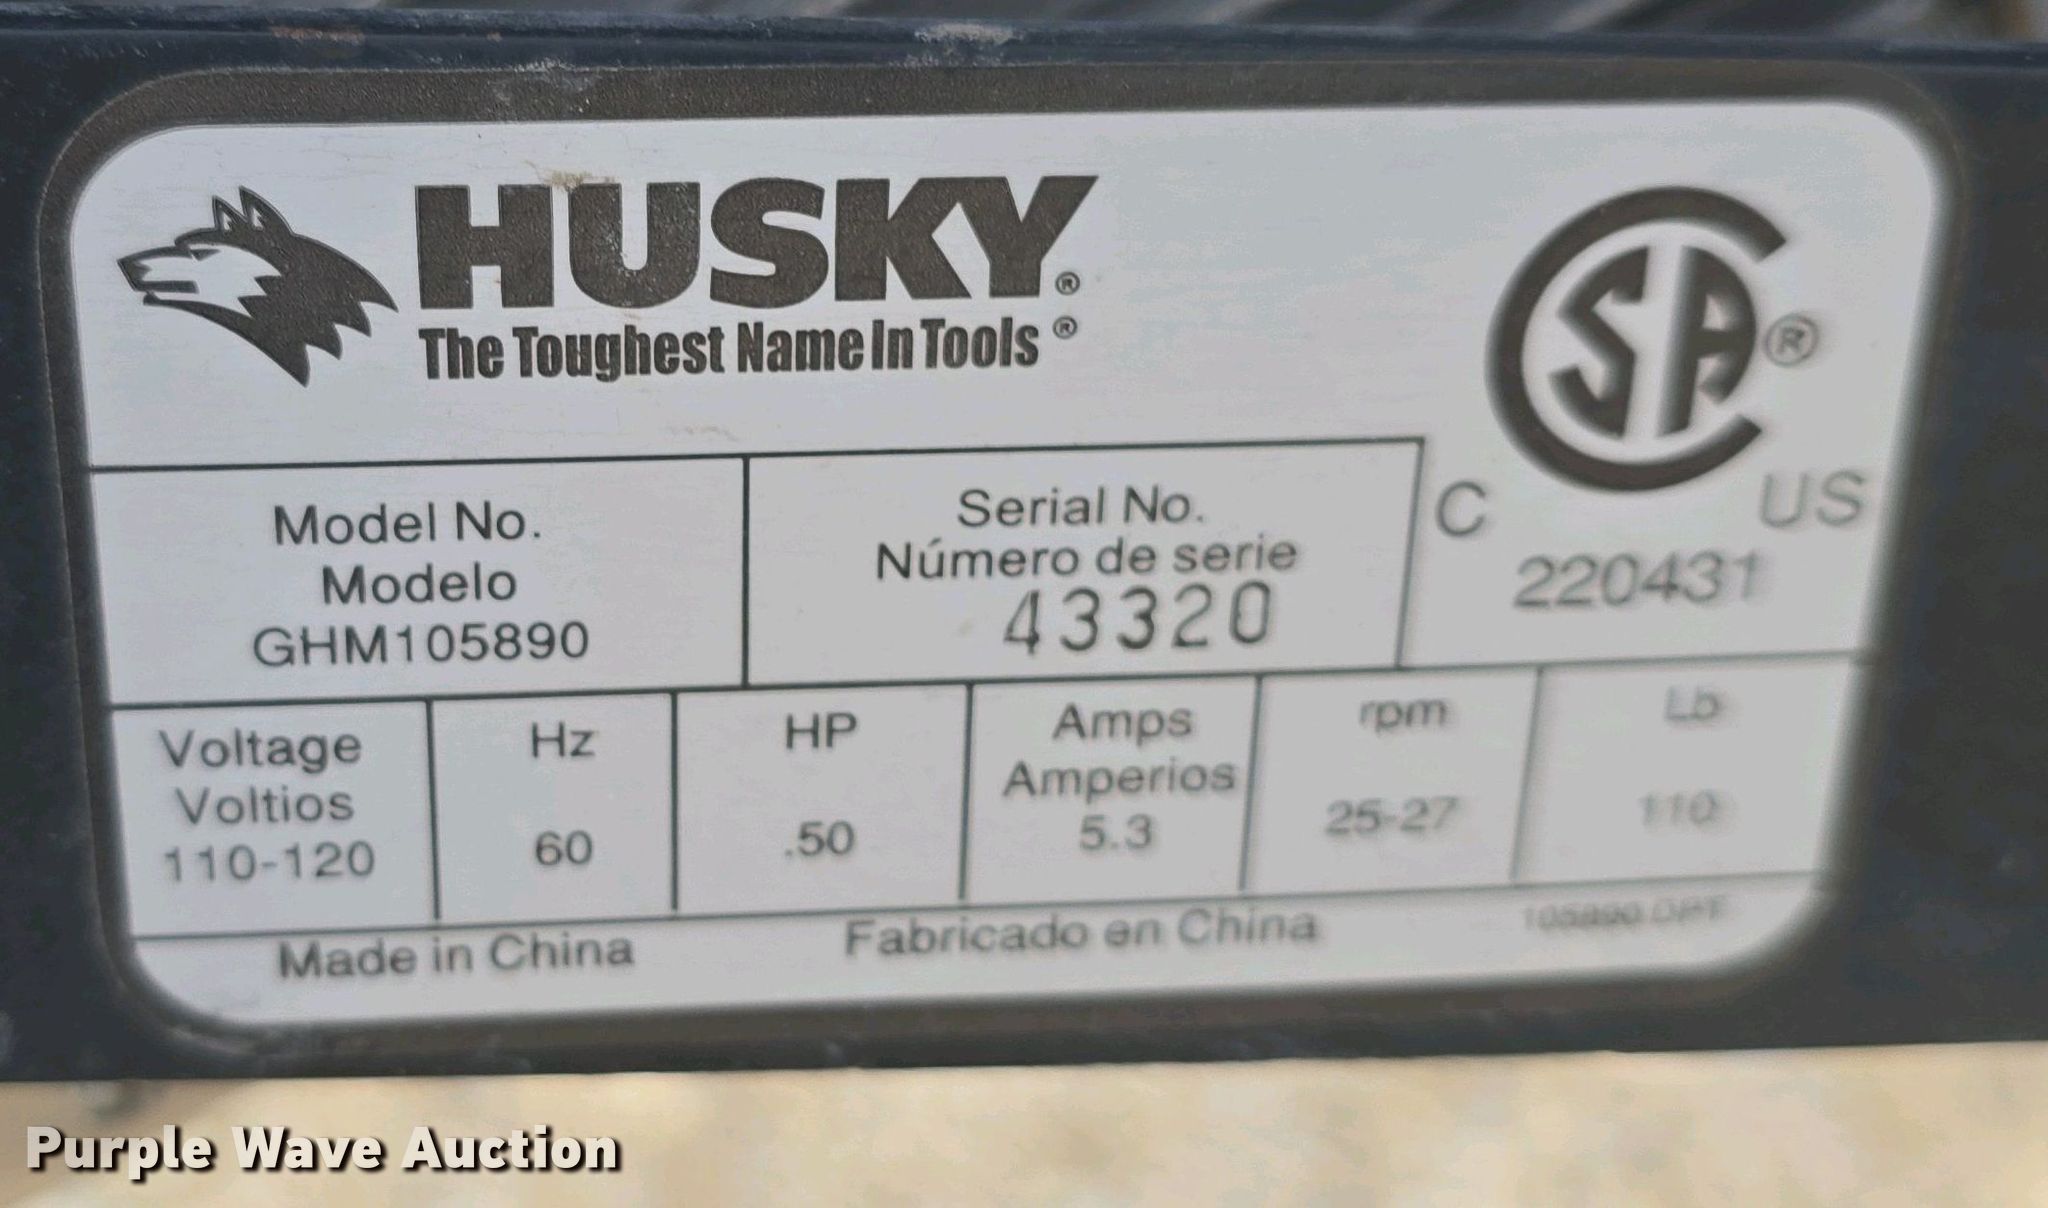 HUSKY®
The Toughest Name In Tools®
CSA®
C US
220431
Model No.
Modelo
GHM105890
Serial No.
Número de serie
43320
Voltage
Voltios
110-120
Hz
60
HP
.50
Amps
Amperios
5.3
rpm
25-27
Lb
110
Made in China
Fabricado en China
Purple Wave Auction